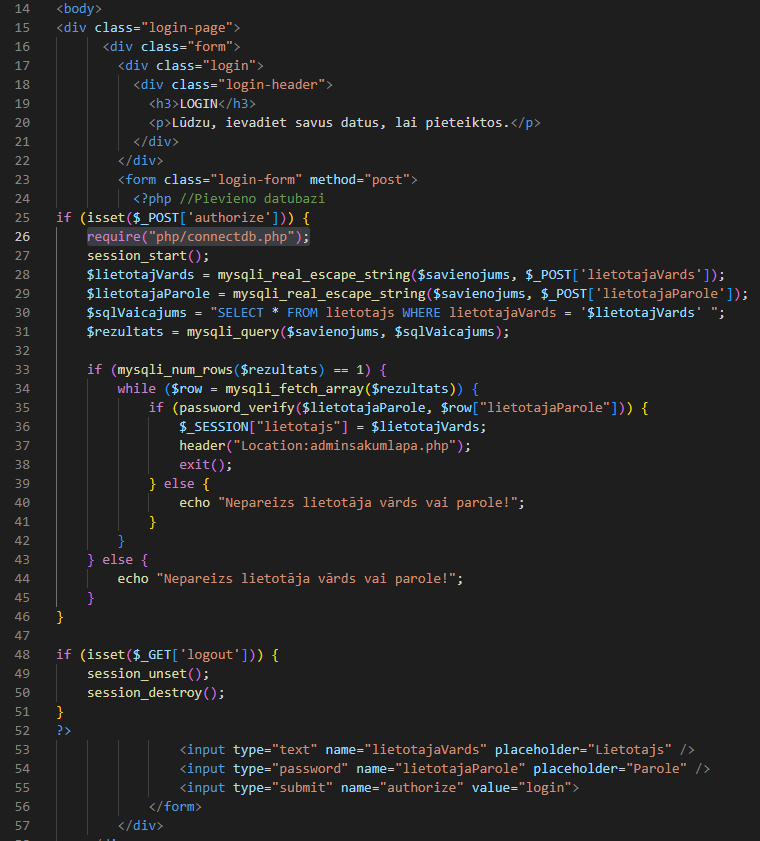 14 <body>
15 <div class="login-page">
16 <div class="form">
17 <div class="login">
18 <div class="login-header">
19 <h3>LOGIN</h3>
20 <p>Lūdzu, ievadiet savus datus, lai pieteiktos.</p>
21 </div>
22 </div>
23 <form class="login-form" method="post">
24 <?php //Pievieno datubazi
25 if (isset($_POST['authorize'])) {
26 require("php/connectdb.php");
27 session_start();
28 $lietotajVards = mysqli_real_escape_string($savienojums, $_POST['lietotajaVards']);
29 $lietotajaParole = mysqli_real_escape_string($savienojums, $_POST['lietotajaParole']);
30 $sqlVaicajums = "SELECT * FROM lietotajs WHERE lietotajaVards = '$lietotajVards' ";
31 $rezultats = mysqli_query($savienojums, $sqlVaicajums);
32
33 if (mysqli_num_rows($rezultats) == 1) {
34 while ($row = mysqli_fetch_array($rezultats)) {
35 if (password_verify($lietotajaParole, $row["lietotajaParole"])) {
36 $_SESSION["lietotajs"] = $lietotajVards;
37 header("Location:adminsakumlapa.php");
38 exit();
39 } else {
40 echo "Nepareizs lietotāja vārds vai parole!";
41 }
42 }
43 } else {
44 echo "Nepareizs lietotāja vārds vai parole!";
45 }
46 }
47
48 if (isset($_GET['logout'])) {
49 session_unset();
50 session_destroy();
51 }
52 ?>
53 <input type="text" name="lietotajaVards" placeholder="Lietotajs" />
54 <input type="password" name="lietotajaParole" placeholder="Parole" />
55 <input type="submit" name="authorize" value="login">
56 </form>
57 </div>